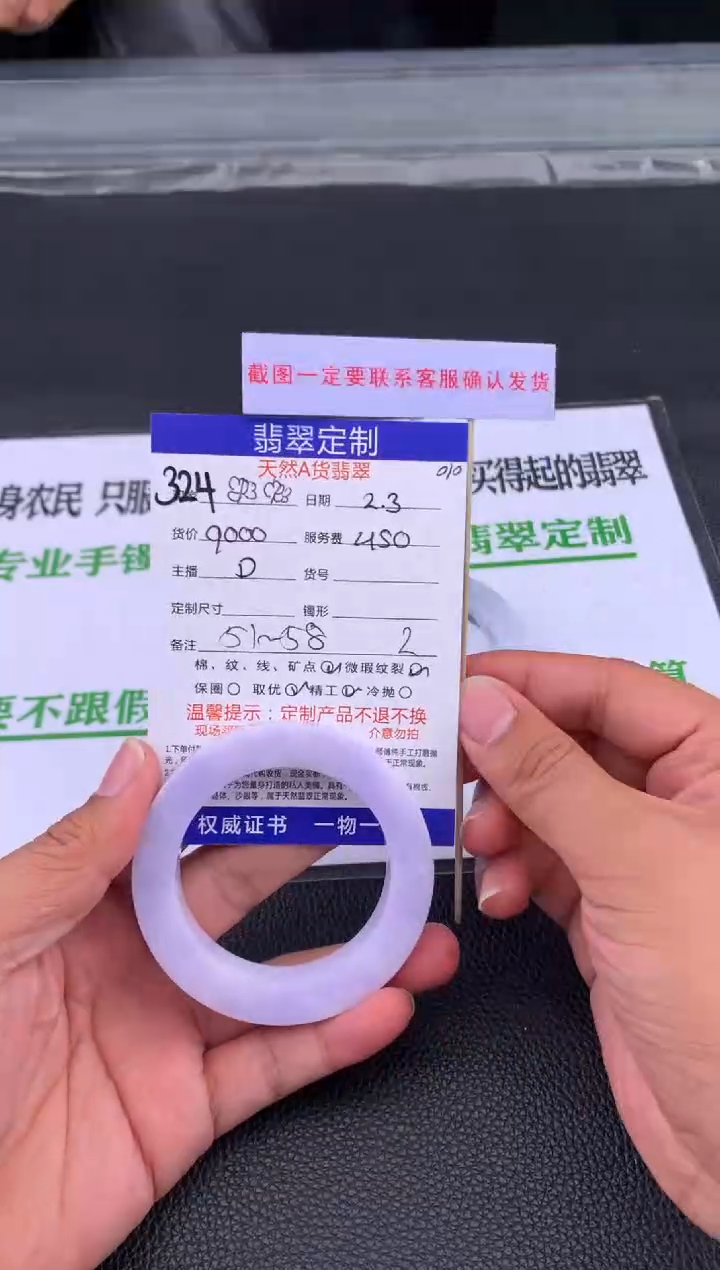 截图一定要联系客服确认发货
翡翠定制
天然A货翡翠
010
324
日期 2.3
货价 9000 服务费 450
主播 D 货号
定制尺寸 镯形
备注 51~58 2
棉、纹、线、矿点 微瑕纹裂
保圈 取优 精工 冷抛
温馨提示：定制产品不退不换
介意勿拍
权威证书 一物一
身农民 只服
买得起的翡翠
专业手镯
翡翠定制
要不跟假
算